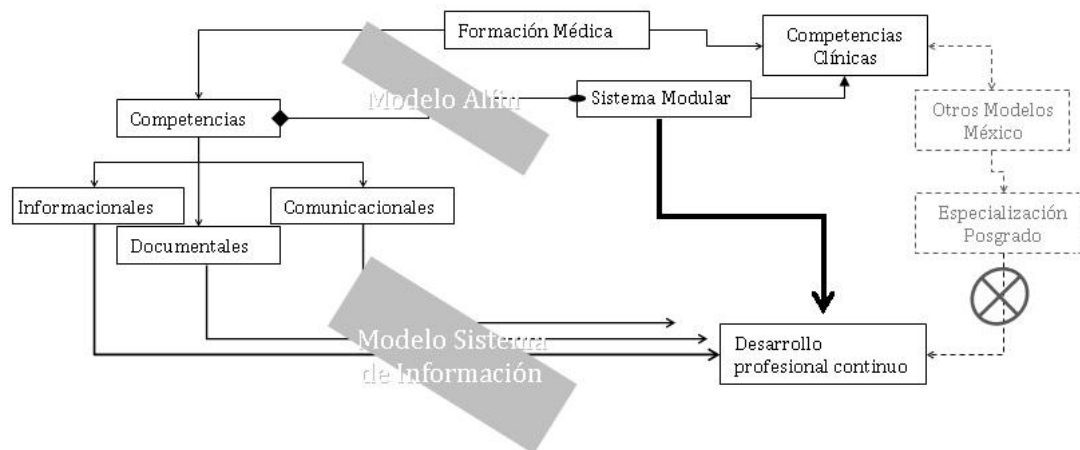 Formación Médica
Competencias
Clínicas
Modelo Alfin
Sistema Modular
Competencias
Otros Modelos
México
Informacionales
Comunicacionales
Documentales
Especialización
Posgrado
Modelo Sistema
de Información
Desarrollo
profesional continuo